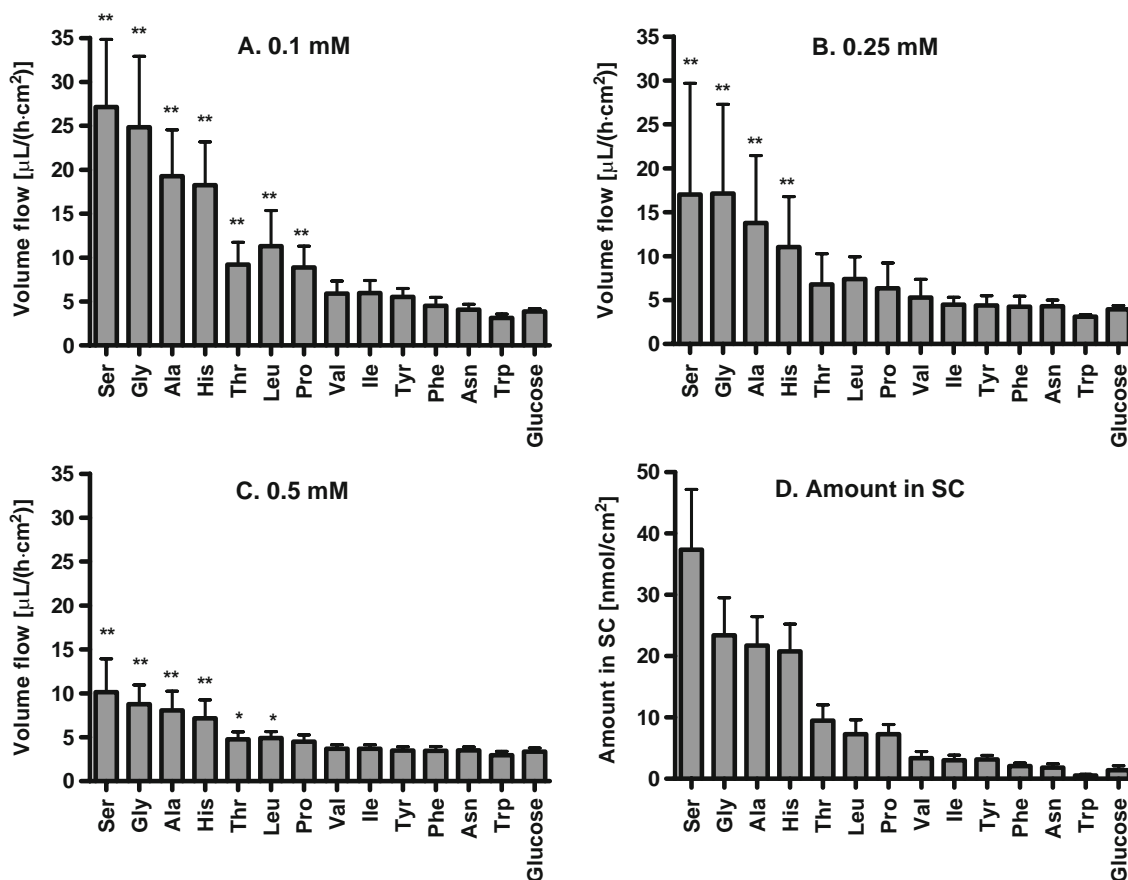 A. 0.1 mM
Volume flow [µL/(h·cm²)]
35
30
25
20
15
10
5
0
** ** ** ** ** ** **
Ser Gly Ala His Thr Leu Pro Val Ile Tyr Phe Asn Trp Glucose
B. 0.25 mM
Volume flow [µL/(h·cm²)]
35
30
25
20
15
10
5
0
** ** ** **
Ser Gly Ala His Thr Leu Pro Val Ile Tyr Phe Asn Trp Glucose
C. 0.5 mM
Volume flow [µL/(h·cm²)]
35
30
25
20
15
10
5
0
** ** ** ** * *
Ser Gly Ala His Thr Leu Pro Val Ile Tyr Phe Asn Trp Glucose
D. Amount in SC
Amount in SC [nmol/cm²]
50
40
30
20
10
0
Ser Gly Ala His Thr Leu Pro Val Ile Tyr Phe Asn Trp Glucose